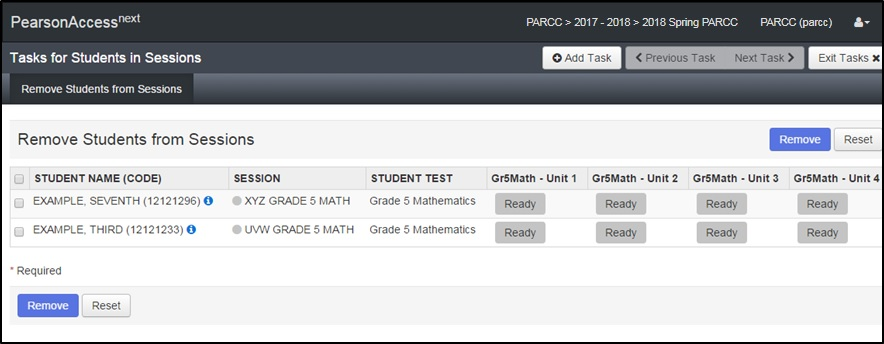 PearsonAccessnext PARCC > 2017 - 2018 > 2018 Spring PARCC PARCC (parcc)
Tasks for Students in Sessions Add Task Previous Task Next Task Exit Tasks
Remove Students from Sessions
Remove Students from Sessions Remove Reset
STUDENT NAME (CODE) SESSION STUDENT TEST Gr5Math - Unit 1 Gr5Math - Unit 2 Gr5Math - Unit 3 Gr5Math - Unit 4
EXAMPLE, SEVENTH (12121296) XYZ GRADE 5 MATH Grade 5 Mathematics Ready Ready Ready Ready
EXAMPLE, THIRD (12121233) UVW GRADE 5 MATH Grade 5 Mathematics Ready Ready Ready Ready
* Required
Remove Reset